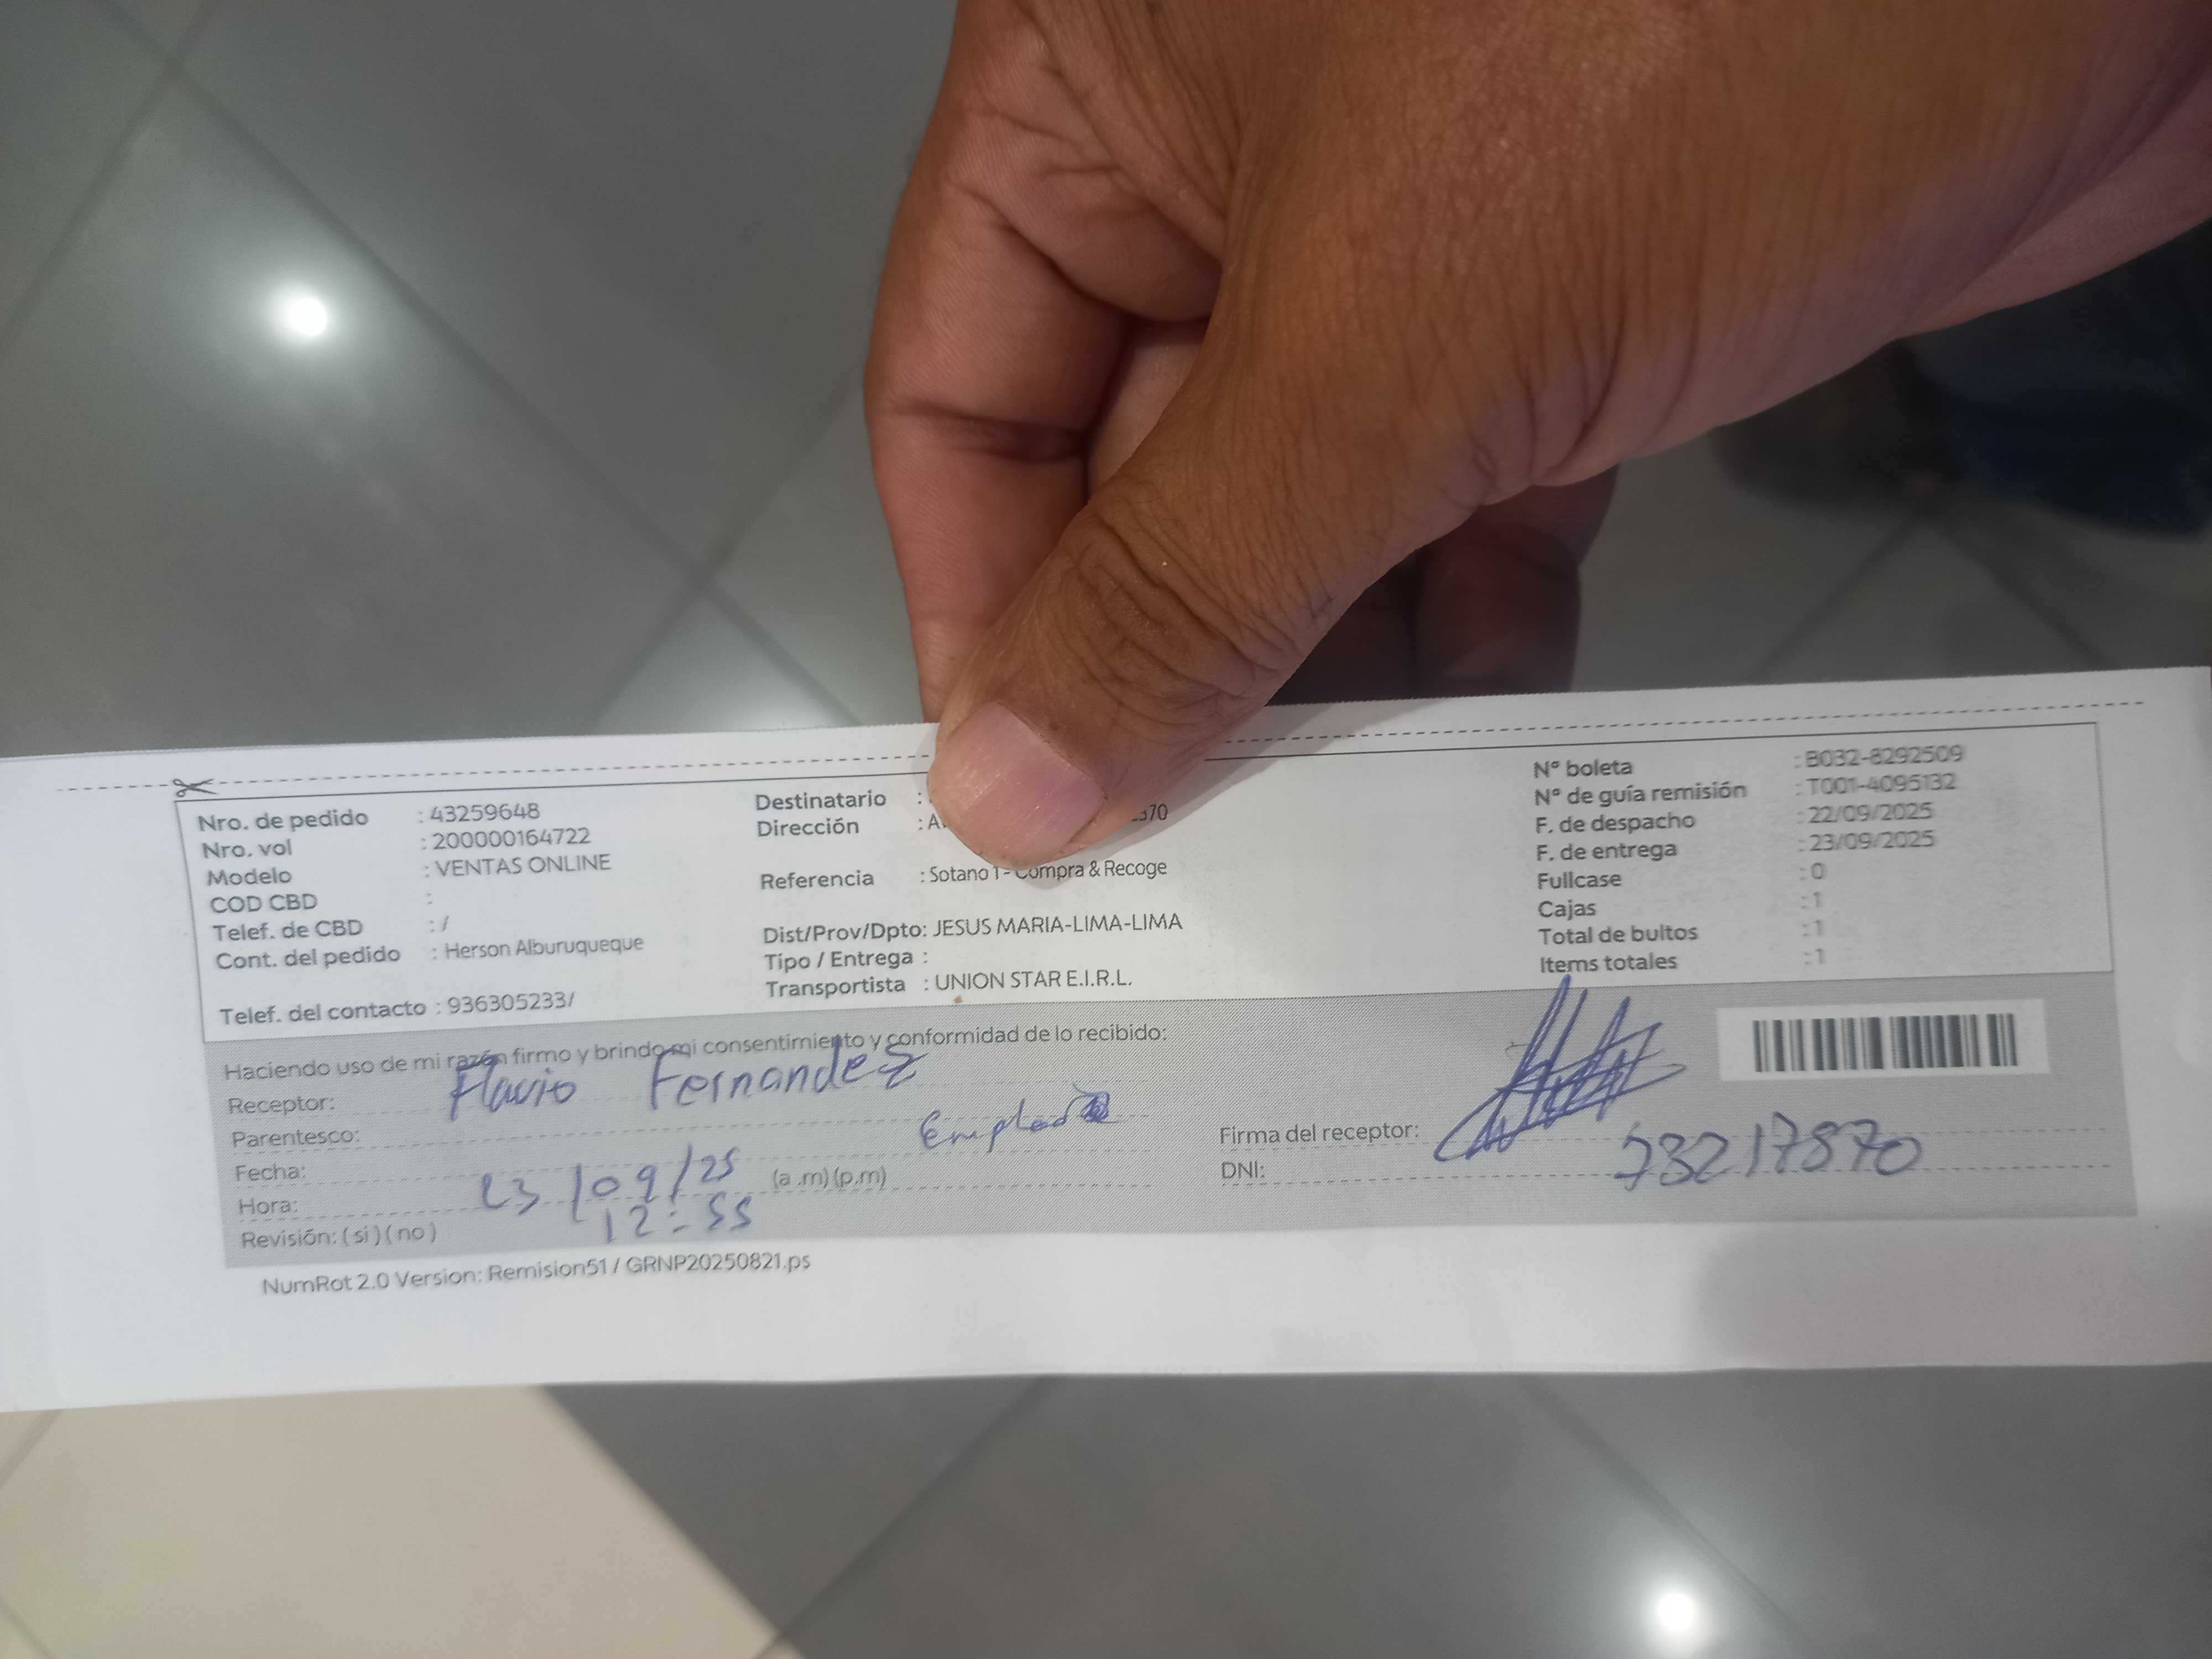 Nro. de pedido : 43259648
Nro. vol : 200000164722
Modelo : VENTAS ONLINE
COD CBD :
Telef. de CBD : /
Cont. del pedido : Herson Alburuqueque
Telef. del contacto : 936305233/
Destinatario :
Dirección : A
Referencia : Sotano 1 - Compra & Recoge
Dist/Prov/Dpto: JESUS MARIA-LIMA-LIMA
Tipo / Entrega :
Transportista : UNION STAR E.I.R.L.
N° boleta : B032-8292509
N° de guía remisión : T001-4095132
F. de despacho : 22/09/2025
F. de entrega : 23/09/2025
Fullcase : 0
Cajas : 1
Total de bultos : 1
Items totales : 1
Haciendo uso de mi razón firmo y brindo mi consentimiento y conformidad de lo recibido:
Receptor: Flavio Fernandez
Parentesco:
Fecha: 23/09/25
Hora: 12:55 (a .m) (p.m)
Revisión: ( si ) ( no )
Firma del receptor:
DNI: 73217870
NumRot 2.0 Version: Remision51 / GRNP20250821.ps